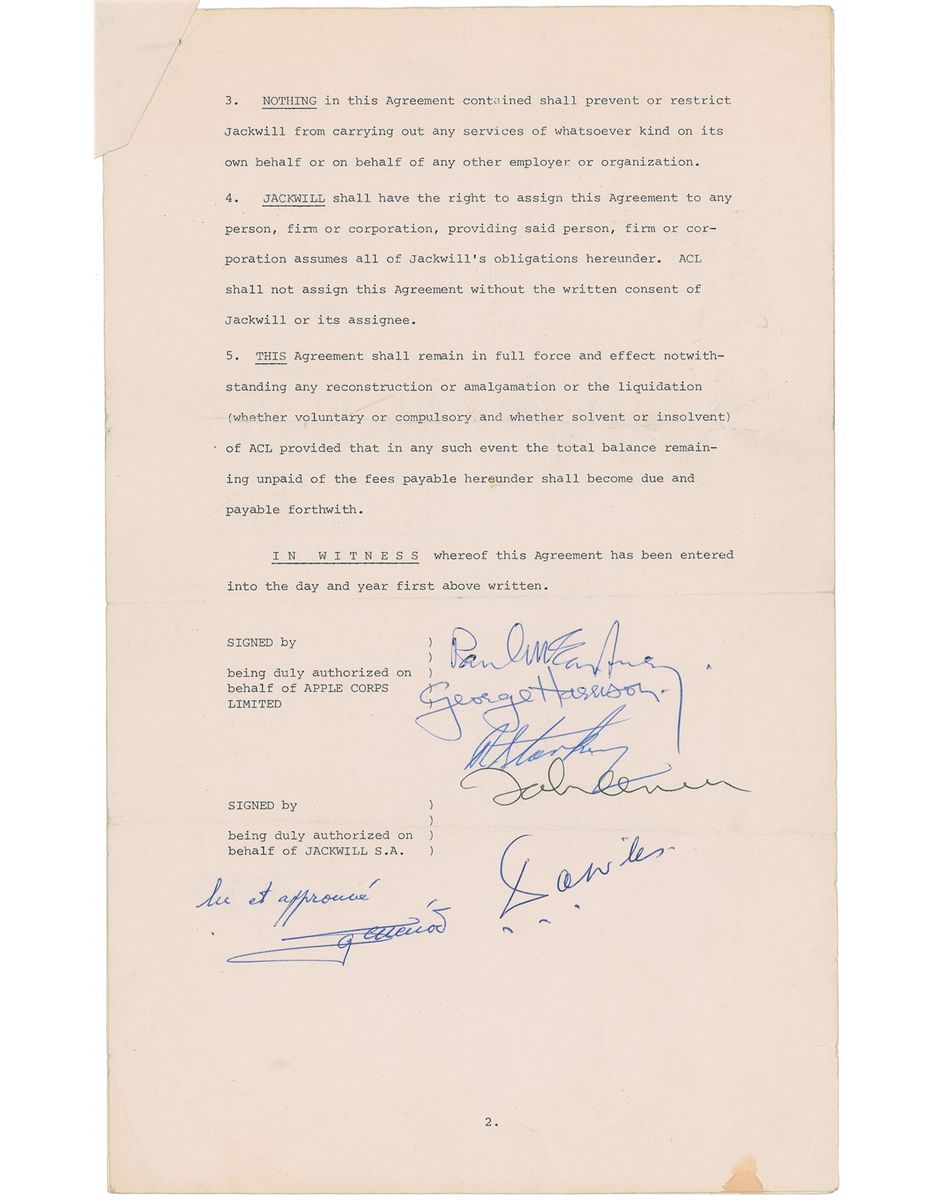 3. NOTHING in this Agreement contained shall prevent or restrict
Jackwill from carrying out any services of whatsoever kind on its
own behalf or on behalf of any other employer or organization.
4. JACKWILL shall have the right to assign this Agreement to any
person, firm or corporation, providing said person, firm or cor-
poration assumes all of Jackwill's obligations hereunder. ACL
shall not assign this Agreement without the written consent of
Jackwill or its assignee.
5. THIS Agreement shall remain in full force and effect notwith-
standing any reconstruction or amalgamation or the liquidation
(whether voluntary or compulsory and whether solvent or insolvent)
of ACL provided that in any such event the total balance remain-
ing unpaid of the fees payable hereunder shall become due and
payable forthwith.
I N W I T N E S S whereof this Agreement has been entered
into the day and year first above written.
SIGNED by )
)
being duly authorized on )
behalf of APPLE CORPS )
LIMITED
Paul McCartney
George Harrison
R Starkey
John Lennon
SIGNED by )
)
being duly authorized on )
behalf of JACKWILL S.A. )
lu et approuvé
2.